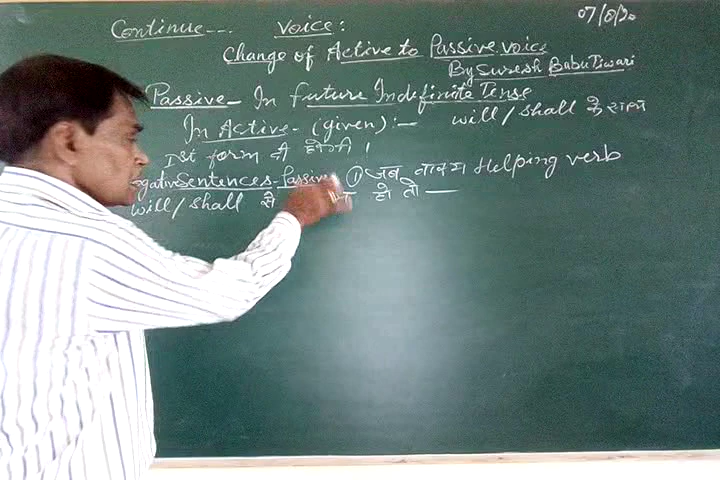 07/8/20
Continue--- Voice:
Change of Active to Passive voice
By Suresh Babu Tiwari
Passive- In future Indefinite Tense
In Active- (given):- will/shall के साथ
Ist form दी होगी ।
Sentences- Passive ① जब वाक्य Helping verb
will/shall से हो तो —